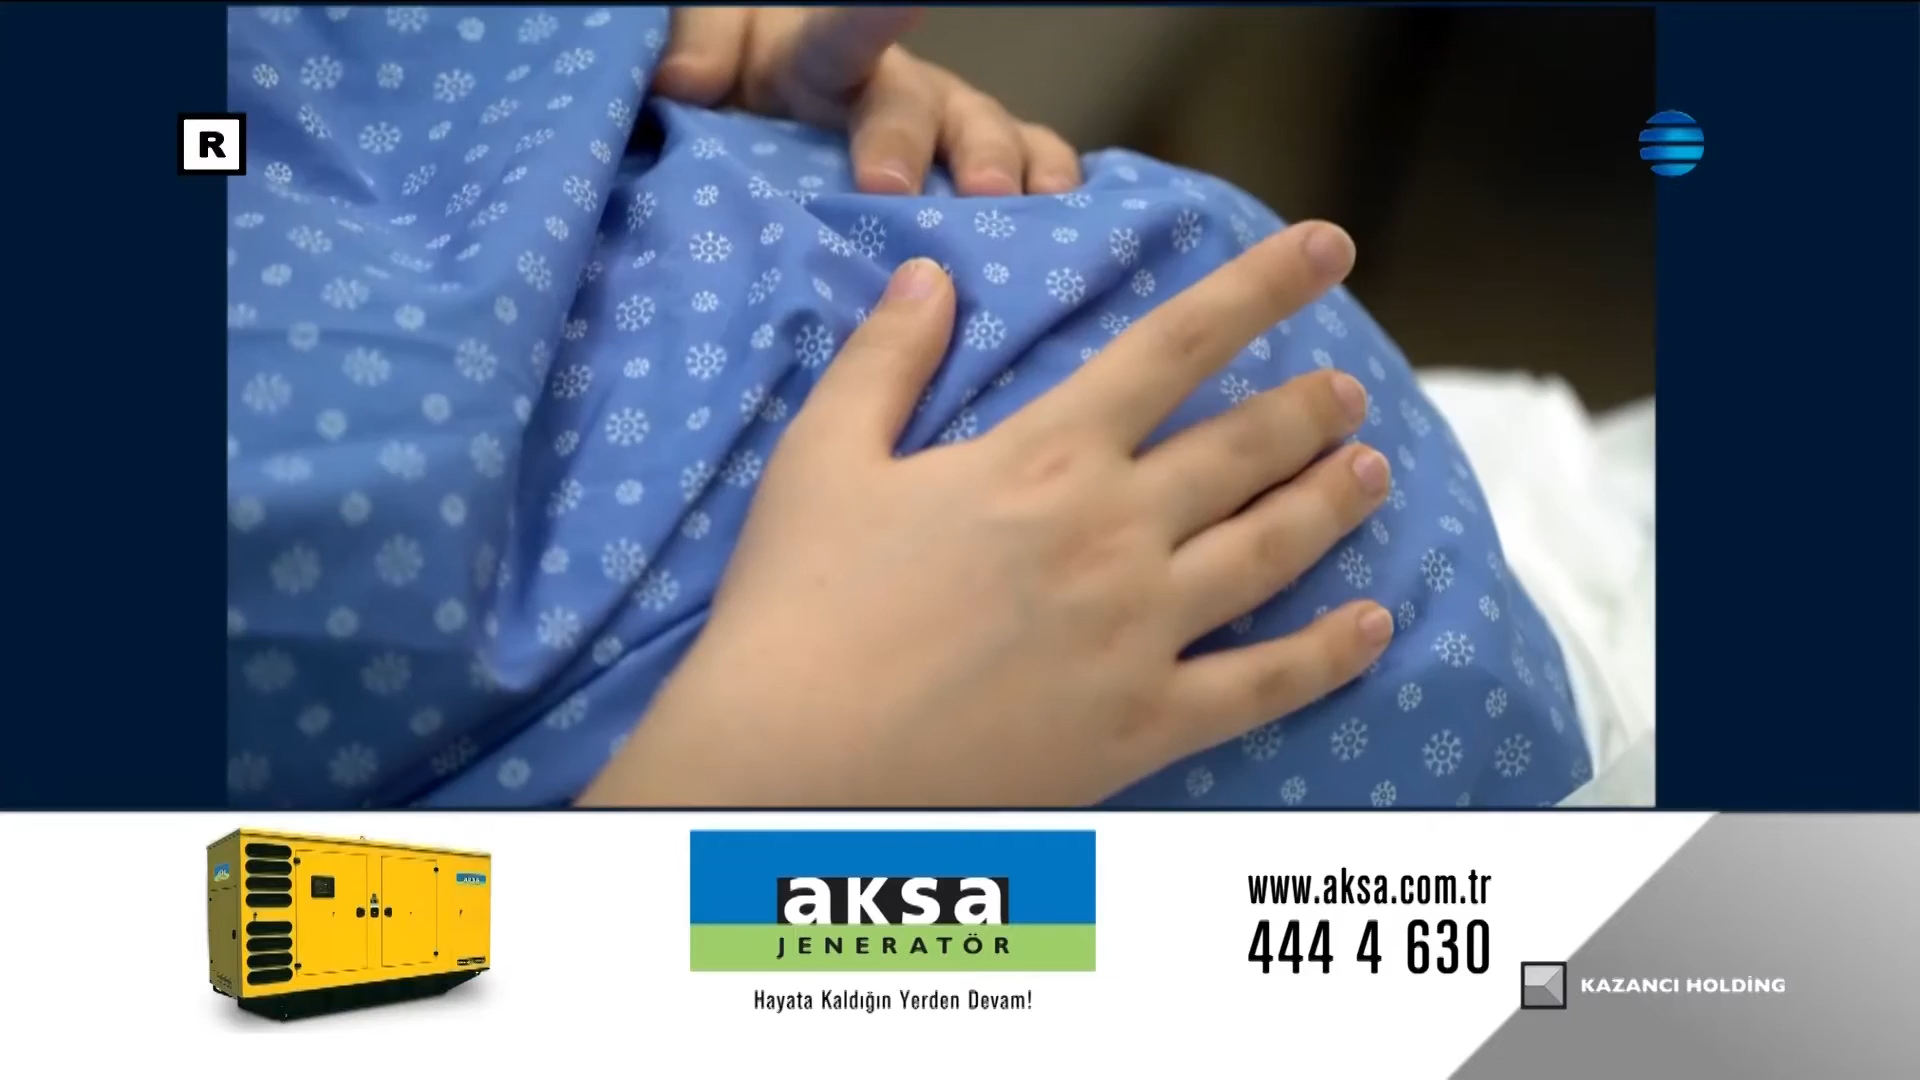 R
aksa
JENERATÖR
Hayata Kaldığın Yerden Devam!
www.aksa.com.tr
444 4 630
KAZANCI HOLDİNG